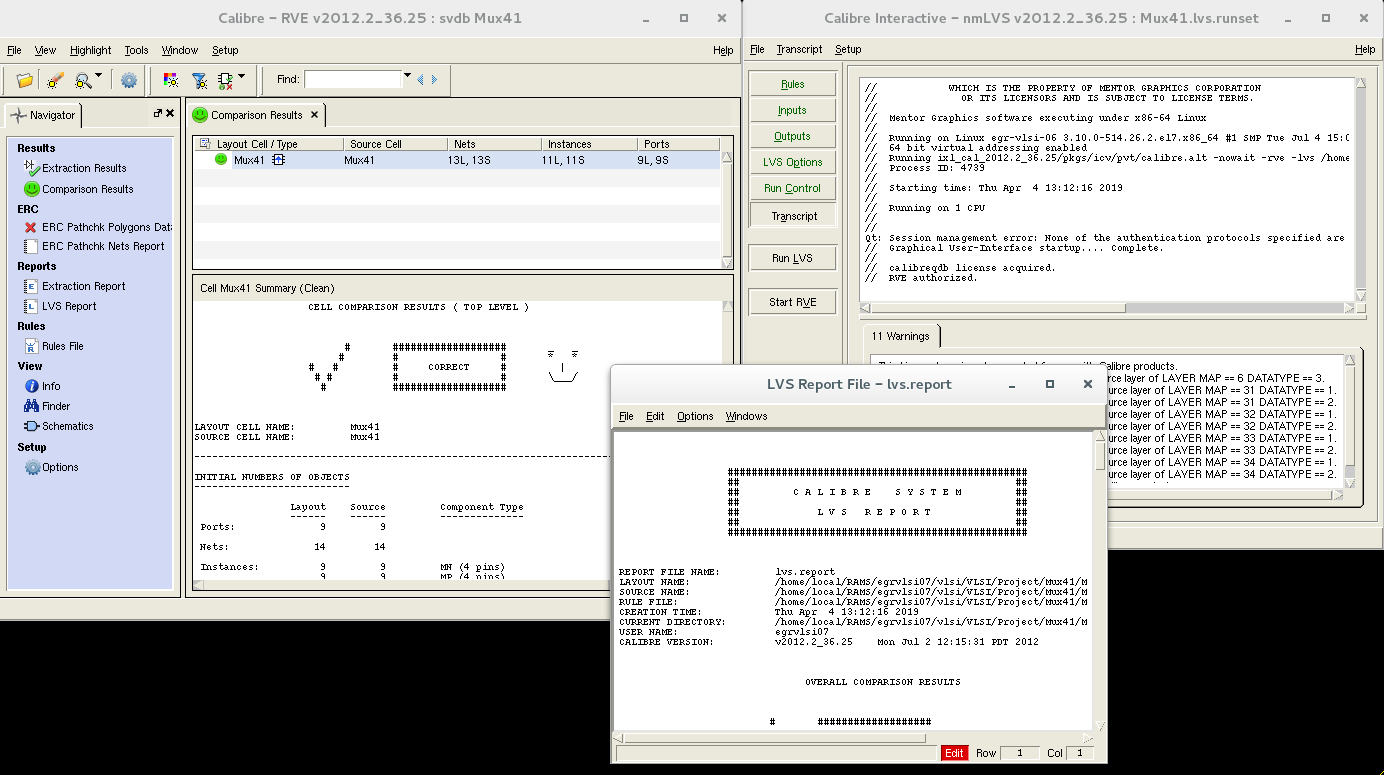 Calibre – RVE v2012.2_36.25 : svdb Mux41
File View Highlight Tools Window Setup Help
Find:
Navigator
Results
Extraction Results
Comparison Results
ERC
ERC Pathchk Polygons Dat
ERC Pathchk Nets Report
Reports
Extraction Report
LVS Report
Rules
Rules File
View
Info
Finder
Schematics
Setup
Options
Comparison Results
Layout Cell / Type Source Cell Nets Instances Ports
Mux41 Mux41 13L, 13S 11L, 11S 9L, 9S
Cell Mux41 Summary (Clean)
CELL COMPARISON RESULTS ( TOP LEVEL )
CORRECT
LAYOUT CELL NAME: Mux41
SOURCE CELL NAME: Mux41
INITIAL NUMBERS OF OBJECTS
Layout Source Component Type
Ports: 9 9
Nets: 14 14
Instances: 9 9 MN (4 pins)
9 9 MP (4 pins)
Calibre Interactive – nmLVS v2012.2_36.25 : Mux41.lvs.runset
File Transcript Setup Help
Rules
Inputs
Outputs
LVS Options
Run Control
Transcript
Run LVS
Start RVE
// WHICH IS THE PROPERTY OF MENTOR GRAPHICS CORPORATION
// OR ITS LICENSORS AND IS SUBJECT TO LICENSE TERMS.
//
// Mentor Graphics software executing under x86-64 Linux
//
// Running on Linux egr-vlsi-06 3.10.0-514.26.2.el7.x86_64 #1 SMP Tue Jul 4 15:0
// 64 bit virtual addressing enabled
// Running ixl_cal_2012.2_36.25/pkgs/icv/pvt/calibre.alt -nowait -rve -lvs /home
// Process ID: 4739
//
// Starting time: Thu Apr  4 13:12:16 2019
//
// Running on 1 CPU
//
//
Qt: Session management error: None of the authentication protocols specified are
// Graphical User-Interface startup.... Complete.
//
// calibreqdb license acquired.
// RVE authorized.
11 Warnings
Calibre products.
rce layer of LAYER MAP == 6 DATATYPE == 3.
urce layer of LAYER MAP == 31 DATATYPE == 1.
urce layer of LAYER MAP == 31 DATATYPE == 2.
urce layer of LAYER MAP == 32 DATATYPE == 1.
urce layer of LAYER MAP == 32 DATATYPE == 2.
urce layer of LAYER MAP == 33 DATATYPE == 1.
urce layer of LAYER MAP == 33 DATATYPE == 2.
urce layer of LAYER MAP == 34 DATATYPE == 1.
urce layer of LAYER MAP == 34 DATATYPE == 2.
LVS Report File – lvs.report
File Edit Options Windows
##################################################
## ##
## C A L I B R E   S Y S T E M ##
## ##
## L V S   R E P O R T ##
## ##
##################################################
REPORT FILE NAME: lvs.report
LAYOUT NAME: /home/local/RAMS/egrvlsi07/vlsi/VLSI/Project/Mux41/M
SOURCE NAME: /home/local/RAMS/egrvlsi07/vlsi/VLSI/Project/Mux41/M
RULE FILE: /home/local/RAMS/egrvlsi07/vlsi/VLSI/Project/Mux41/M
CREATION TIME: Thu Apr  4 13:12:16 2019
CURRENT DIRECTORY: /home/local/RAMS/egrvlsi07/vlsi/VLSI/Project/Mux41/M
USER NAME: egrvlsi07
CALIBRE VERSION: v2012.2_36.25    Mon Jul 2 12:15:31 PDT 2012
OVERALL COMPARISON RESULTS
# ###################
Edit Row 1 Col 1